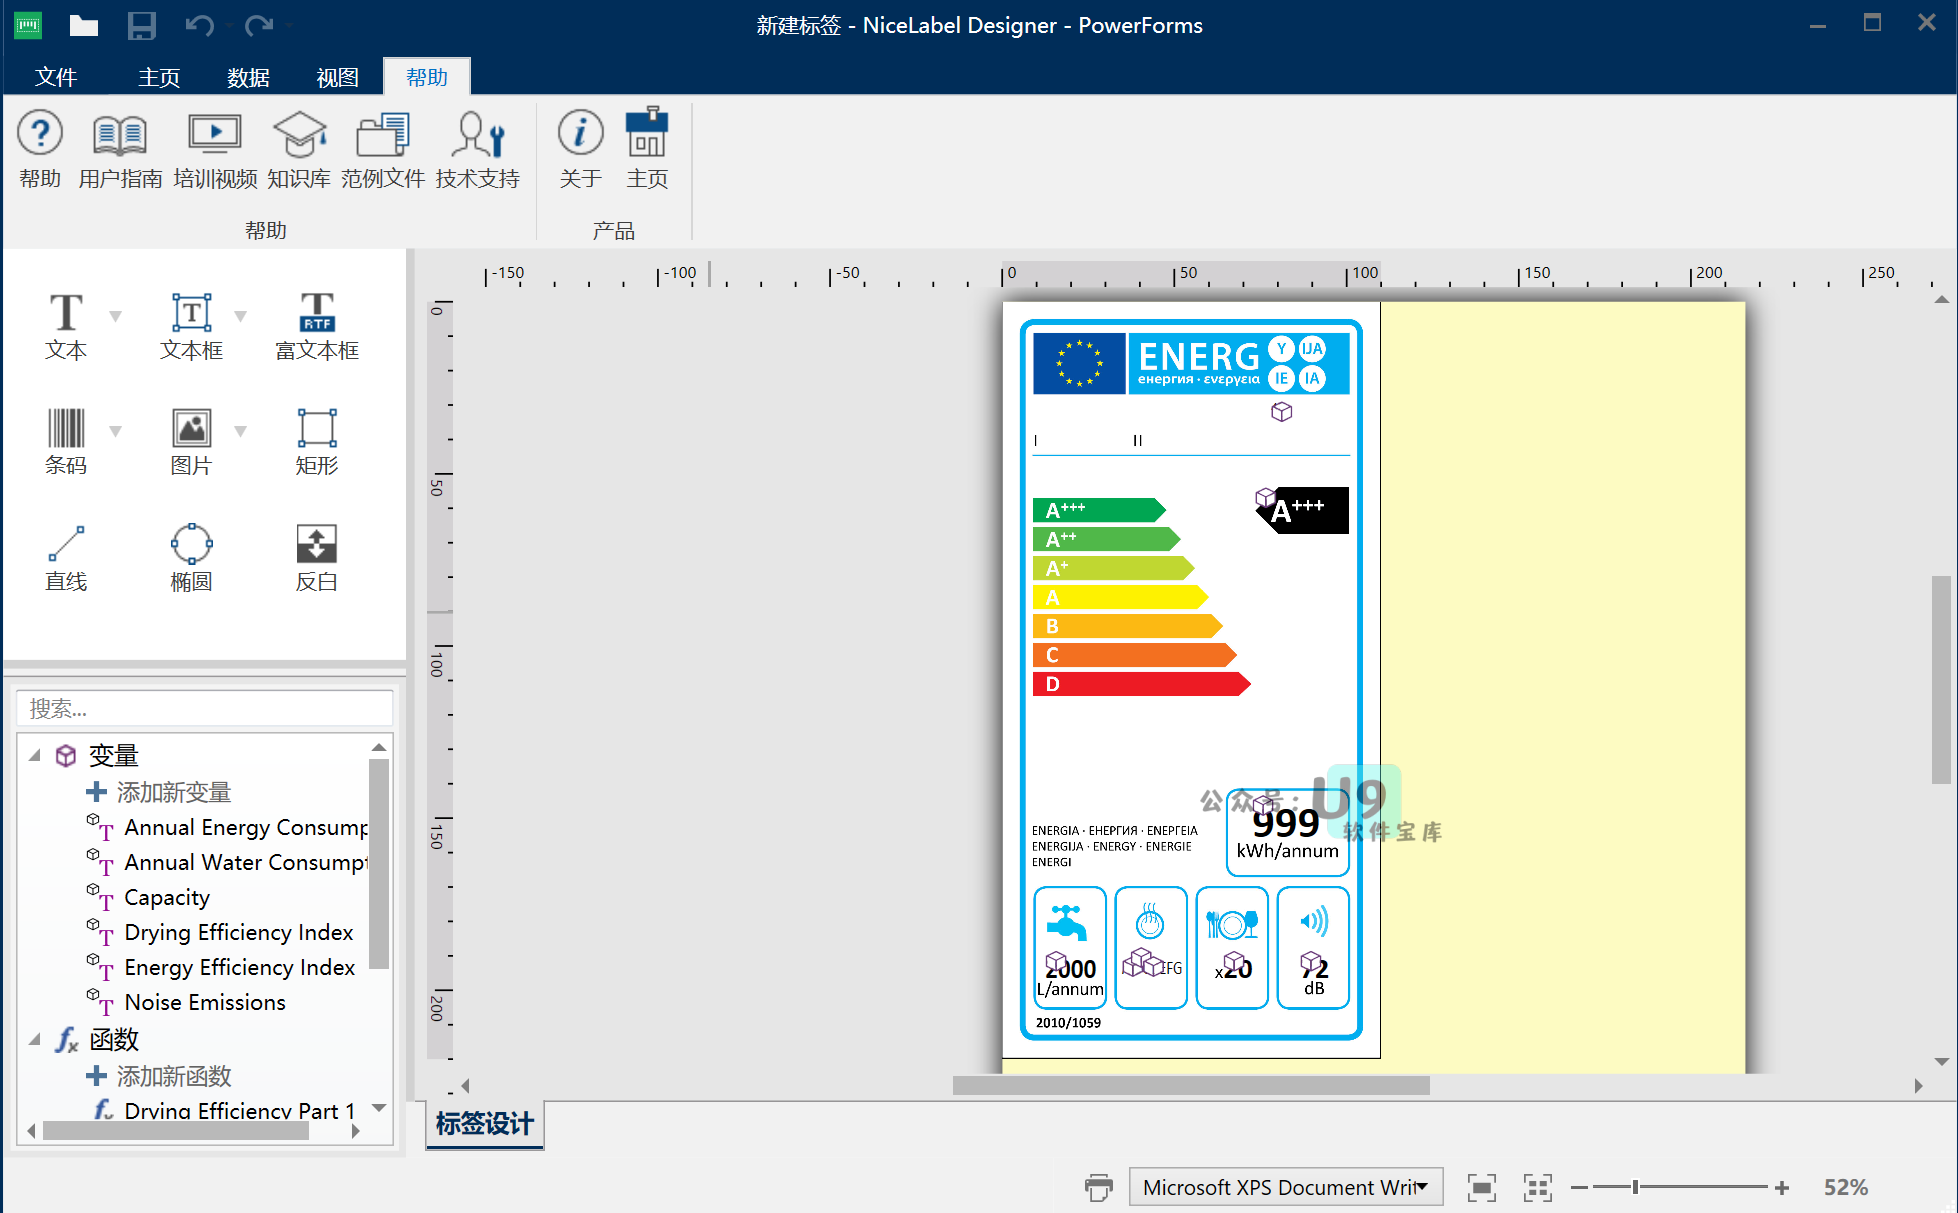 新建标签 - NiceLabel Designer - PowerForms
文件 主页 数据 视图 帮助
帮助 用户指南 培训视频 知识库 范例文件 技术支持 关于 主页
帮助 产品
文本 文本框 富文本框
RTF
条码 图片 矩形
直线 椭圆 反白
搜索...
变量
添加新变量
Annual Energy Consump
Annual Water Consumpt
Capacity
Drying Efficiency Index
Energy Efficiency Index
Noise Emissions
函数
添加新函数
Drying Efficiency Part 1
-150 -100 -50 0 50 100 150 200 250
0
50
100
150
200
ENERG Y IJA
енергия · ενεργεια IE IA
I II
A+++
A+++
A++
A+
A
B
C
D
公众号: U9
软件宝库
999
kWh/annum
ENERGIA · ЕНЕРГИЯ · ΕΝΕΡΓΕΙΑ
ENERGIJA · ENERGY · ENERGIE
ENERGI
2000 EFG x20 72
L/annum dB
2010/1059
标签设计
Microsoft XPS Document Writ
52%